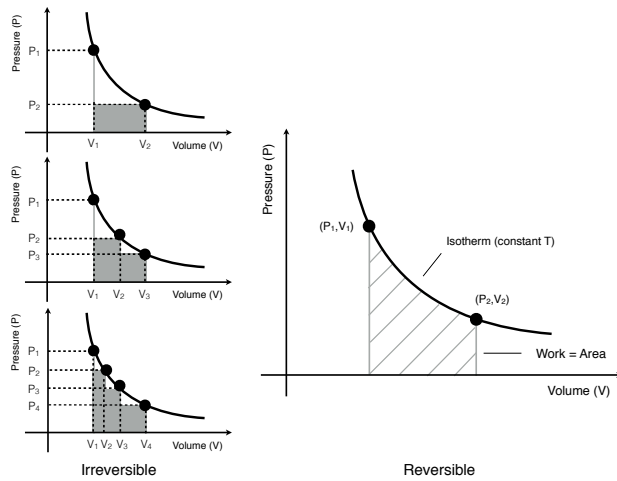 Pressure (P)
P₁
P₂
V₁
V₂
Volume (V)
Pressure (P)
P₁
P₂
P₃
V₁
V₂
V₃
Volume (V)
Pressure (P)
P₁
P₂
P₃
P₄
V₁
V₂
V₃
V₄
Volume (V)
Irreversible
Pressure (P)
(P₁,V₁)
Isotherm (constant T)
(P₂,V₂)
Work = Area
Volume (V)
Reversible